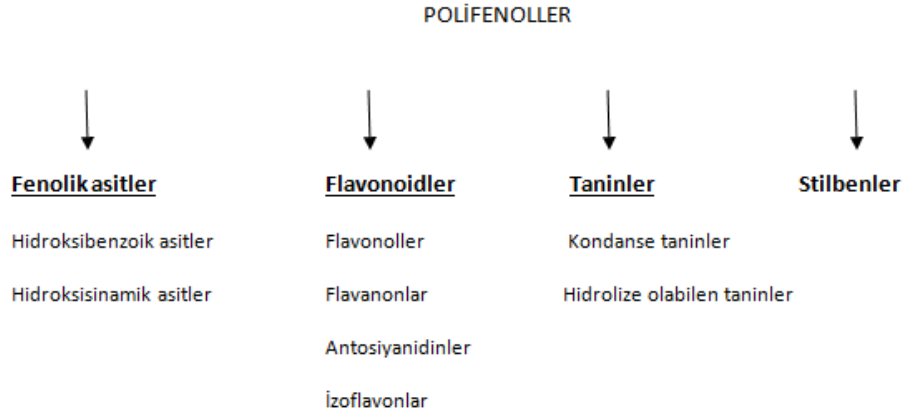 POLİFENOLLER
Fenolik asitler
Flavonoidler
Taninler
Stilbenler
Hidroksibenzoik asitler
Flavonoller
Kondanse taninler
Hidroksisinamik asitler
Flavanonlar
Hidrolize olabilen taninler
Antosiyanidinler
İzoflavonlar